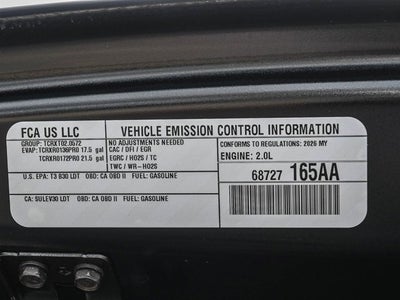 FCA US LLC
VEHICLE EMISSION CONTROL INFORMATION
GROUP: TCRXT02.0572
EVAP: TCRXR0136PR0 17.5 gal
TCRXR0172PR0 21.5 gal
NO ADJUSTMENTS NEEDED
CAC / DFI / EGR
EGRC / HO2S / TC
TWC / WR-HO2S
CONFORMS TO REGULATIONS: 2026 MY
ENGINE: 2.0L
68727 165AA
U.S. EPA: T3 B30 LDT OBD: CA OBD II FUEL: GASOLINE
CA: SULEV30 LDT OBD: CA OBD II FUEL: GASOLINE